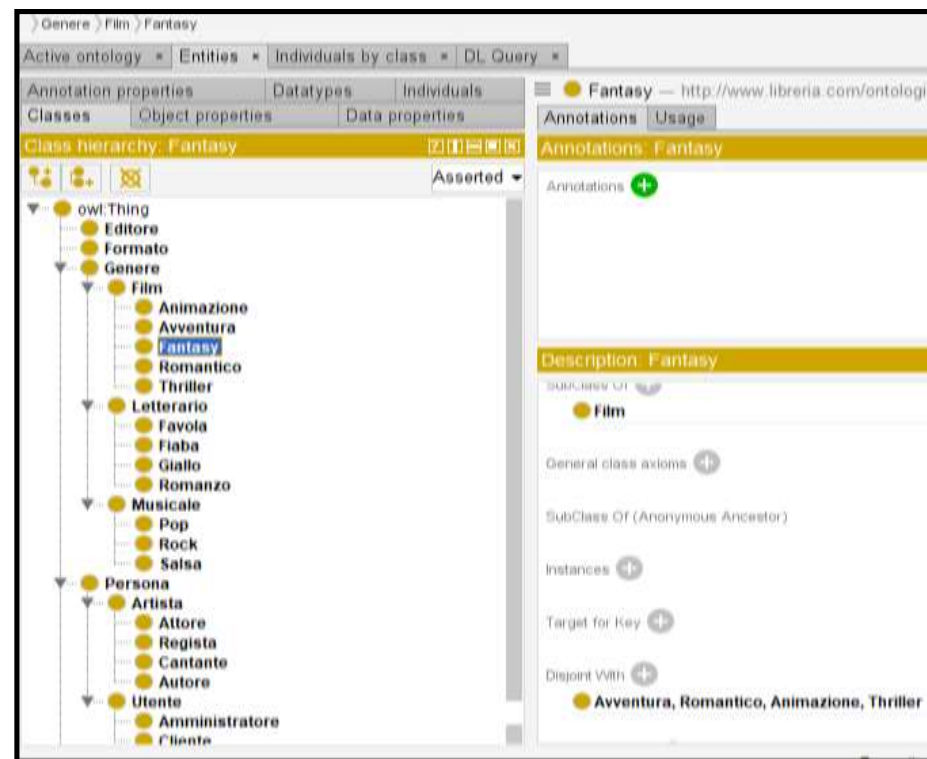 Genere Film Fantasy
Active ontology Entities Individuals by class DL Query
Annotation properties Datatypes Individuals
Classes Object properties Data properties
Class hierarchy: Fantasy
Asserted
owl:Thing
Editore
Formato
Genere
Film
Animazione
Avventura
Fantasy
Romantico
Thriller
Letterario
Favola
Fiaba
Giallo
Romanzo
Musicale
Pop
Rock
Salsa
Persona
Artista
Attore
Regista
Cantante
Autore
Utente
Amministratore
Cliente
Fantasy — http://www.libreria.com/ontologi
Annotations Usage
Annotations: Fantasy
Annotations
Description: Fantasy
SubClass Of
Film
General class axioms
SubClass Of (Anonymous Ancestor)
Instances
Target for Key
Disjoint With
Avventura, Romantico, Animazione, Thriller